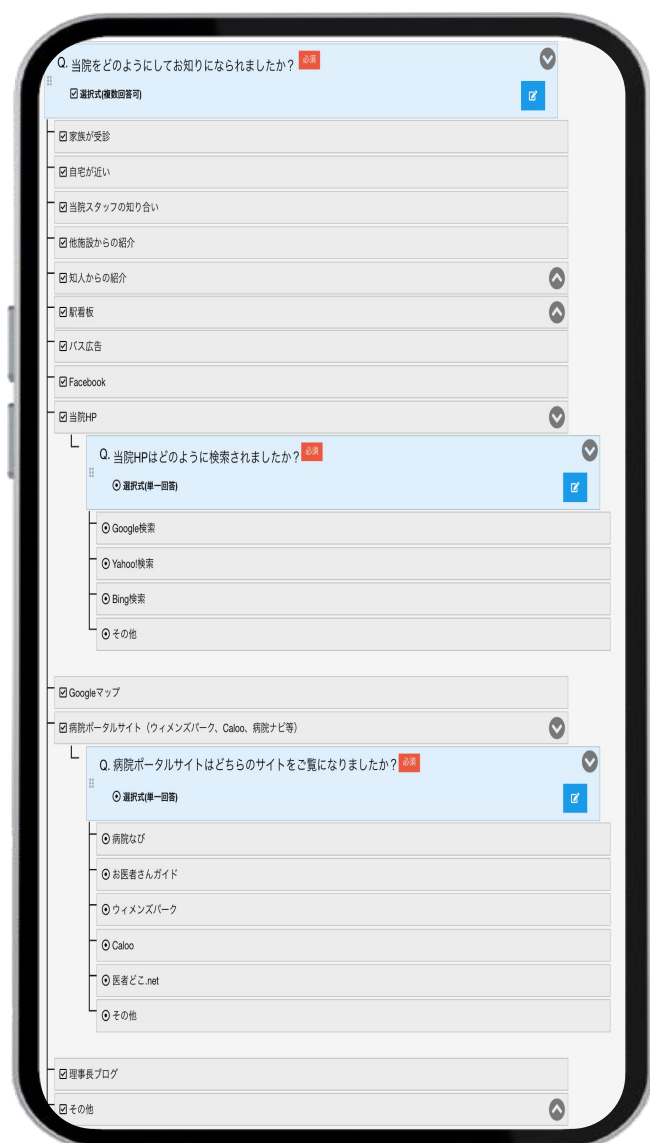 Q. 当院をどのようにしてお知りになられましたか？ 必須
選択式(複数回答可)
家族が受診
自宅が近い
当院スタッフの知り合い
他施設からの紹介
知人からの紹介
駅看板
バス広告
Facebook
当院HP
Q. 当院HPはどのように検索されましたか？ 必須
選択式(単一回答)
Google検索
Yahoo!検索
Bing検索
その他
Googleマップ
病院ポータルサイト（ウィメンズパーク、Caloo、病院ナビ等）
Q. 病院ポータルサイトはどちらのサイトをご覧になりましたか？ 必須
選択式(単一回答)
病院なび
お医者さんガイド
ウィメンズパーク
Caloo
医者どこ.net
その他
理事長ブログ
その他